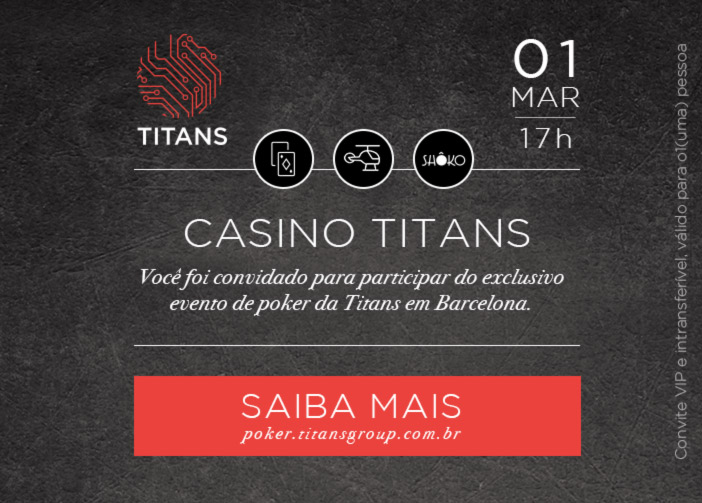 TITANS
01
MAR
17h
SHÔKO
CASINO TITANS
Você foi convidado para participar do exclusivo
evento de poker da Titans em Barcelona.
SAIBA MAIS
poker.titansgroup.com.br
Convite VIP e intransferível, válido para 01(uma) pessoa